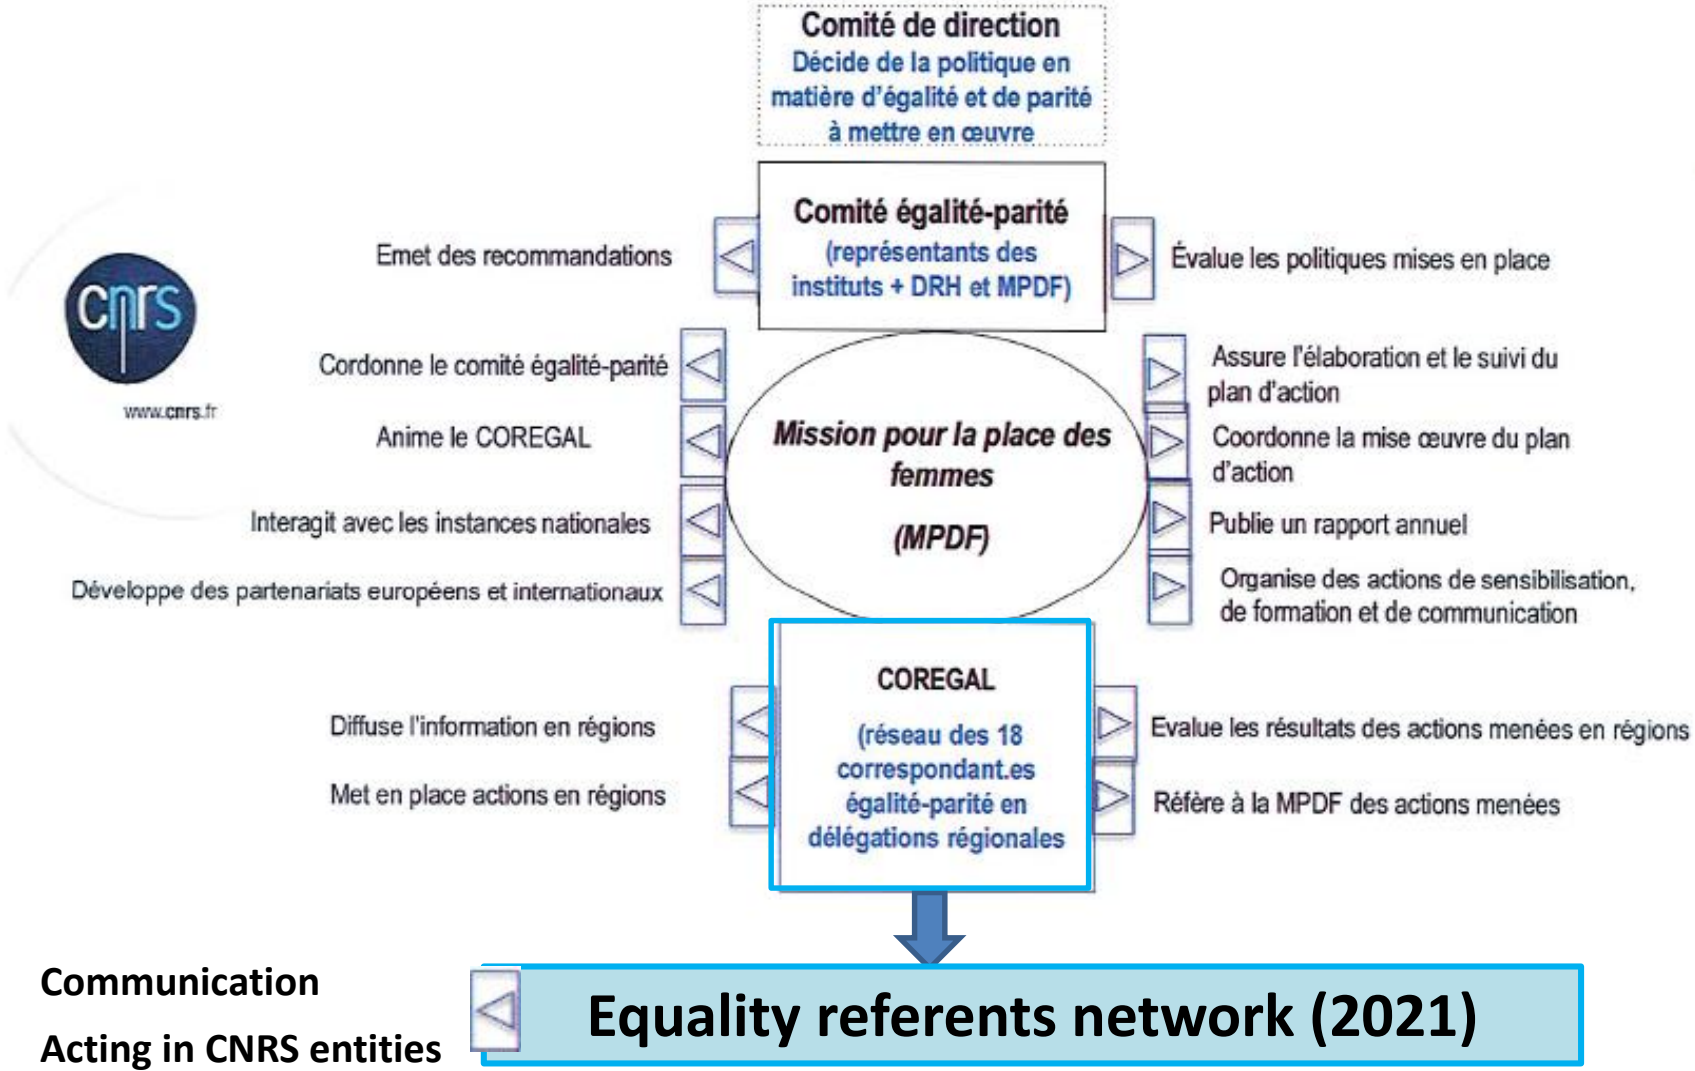 Comité de direction
Décide de la politique en
matière d'égalité et de parité
à mettre en œuvre
Comité égalité-parité
(représentants des
instituts + DRH et MPDF)
Emet des recommandations
Évalue les politiques mises en place
cnrs
www.cnrs.fr
Cordonne le comité égalité-parité
Anime le COREGAL
Interagit avec les instances nationales
Développe des partenariats européens et internationaux
Mission pour la place des
femmes
(MPDF)
Assure l'élaboration et le suivi du
plan d'action
Coordonne la mise œuvre du plan
d'action
Publie un rapport annuel
Organise des actions de sensibilisation,
de formation et de communication
COREGAL
(réseau des 18
correspondant.es
égalité-parité en
délégations régionales
Diffuse l'information en régions
Met en place actions en régions
Evalue les résultats des actions menées en régions
Réfère à la MPDF des actions menées
Communication
Acting in CNRS entities
Equality referents network (2021)